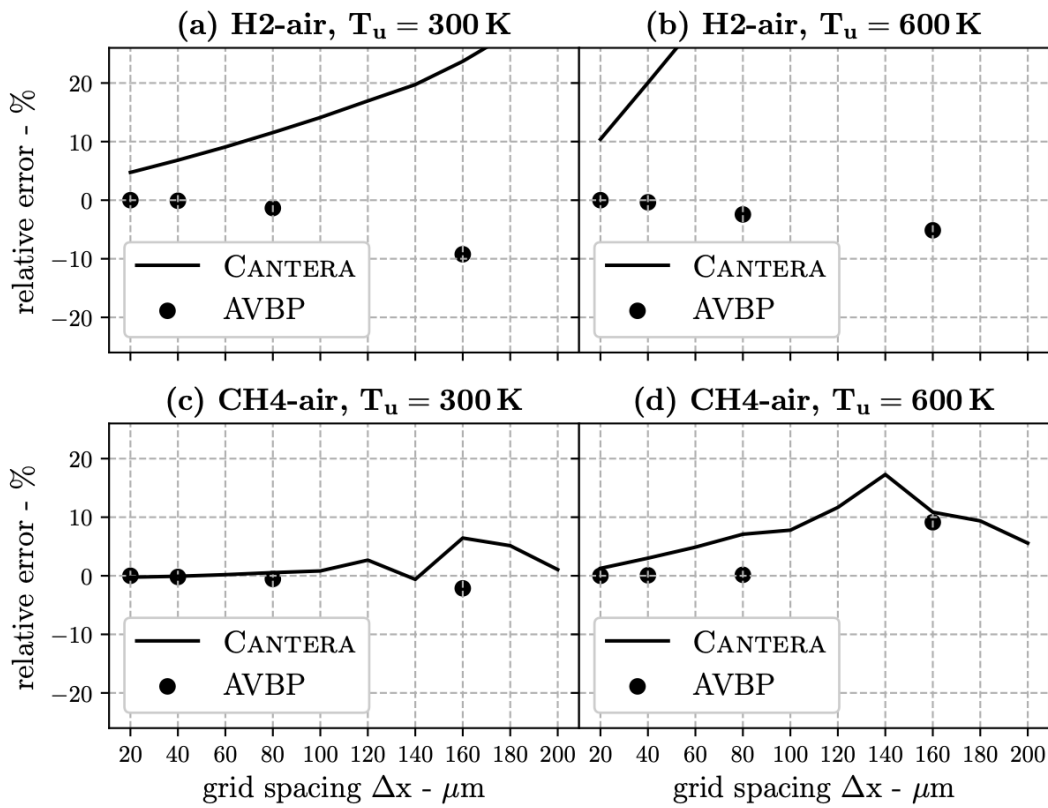 (a) H2-air, Tu = 300 K
(b) H2-air, Tu = 600 K
relative error - %
20
10
0
−10
−20
CANTERA
AVBP
CANTERA
AVBP
(c) CH4-air, Tu = 300 K
(d) CH4-air, Tu = 600 K
relative error - %
20
10
0
−10
−20
CANTERA
AVBP
CANTERA
AVBP
20 40 60 80 100 120 140 160 180 200
20 40 60 80 100 120 140 160 180 200
grid spacing Δx - μm
grid spacing Δx - μm